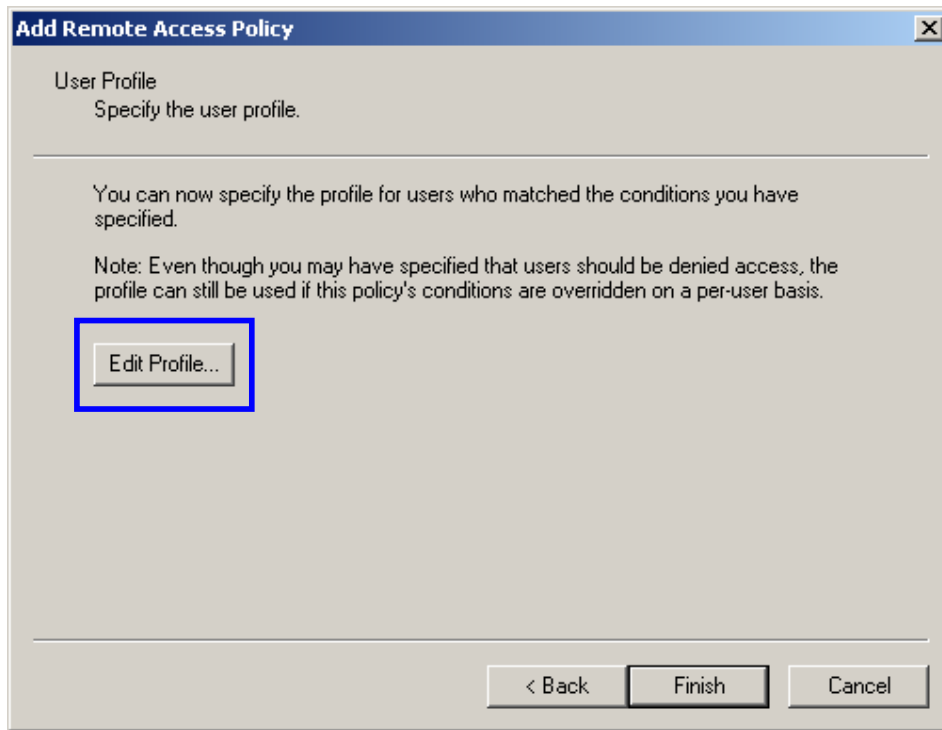 Add Remote Access Policy
User Profile
Specify the user profile.
You can now specify the profile for users who matched the conditions you have
specified.
Note: Even though you may have specified that users should be denied access, the
profile can still be used if this policy's conditions are overridden on a per-user basis.
Edit Profile...
< Back
Finish
Cancel